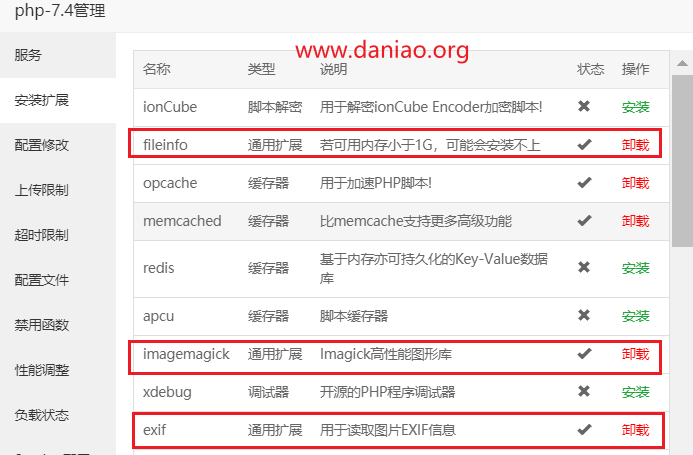 php-7.4管理
www.daniao.org
服务
安装扩展
配置修改
上传限制
超时限制
配置文件
禁用函数
性能调整
负载状态
名称 类型 说明 状态 操作
ionCube 脚本解密 用于解密ionCube Encoder加密脚本! 安装
fileinfo 通用扩展 若可用内存小于1G，可能会安装不上 卸载
opcache 缓存器 用于加速PHP脚本! 卸载
memcached 缓存器 比memcache支持更多高级功能 卸载
redis 缓存器 基于内存亦可持久化的Key-Value数据
库 安装
apcu 缓存器 脚本缓存器 安装
imagemagick 通用扩展 Imagick高性能图形库 卸载
xdebug 调试器 开源的PHP程序调试器 安装
exif 通用扩展 用于读取图片EXIF信息 卸载